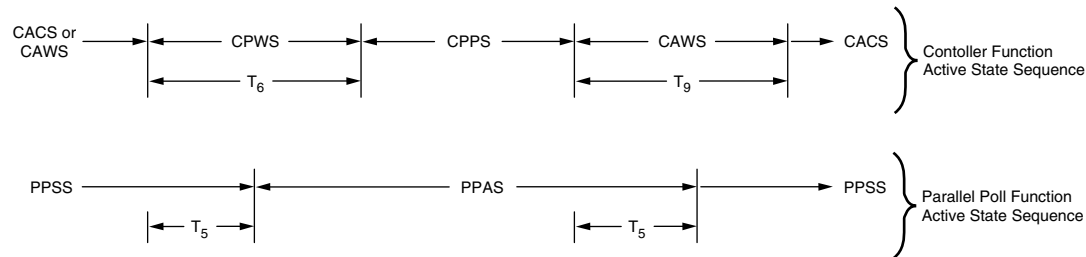 CACS or
CAWS
CPWS
CPPS
CAWS
CACS
T6
T9
Contoller Function
Active State Sequence
PPSS
PPAS
PPSS
T5
T5
Parallel Poll Function
Active State Sequence